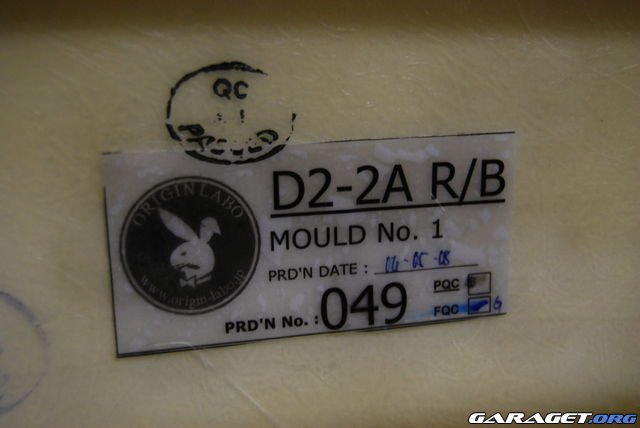 QC
PASSED
ORIGIN LABO
www.origin-labo.jp
D2-2A R/B
MOULD No. 1
PRD'N DATE :
PRD'N No. : 049
PQC
FQC
GARAGET.ORG